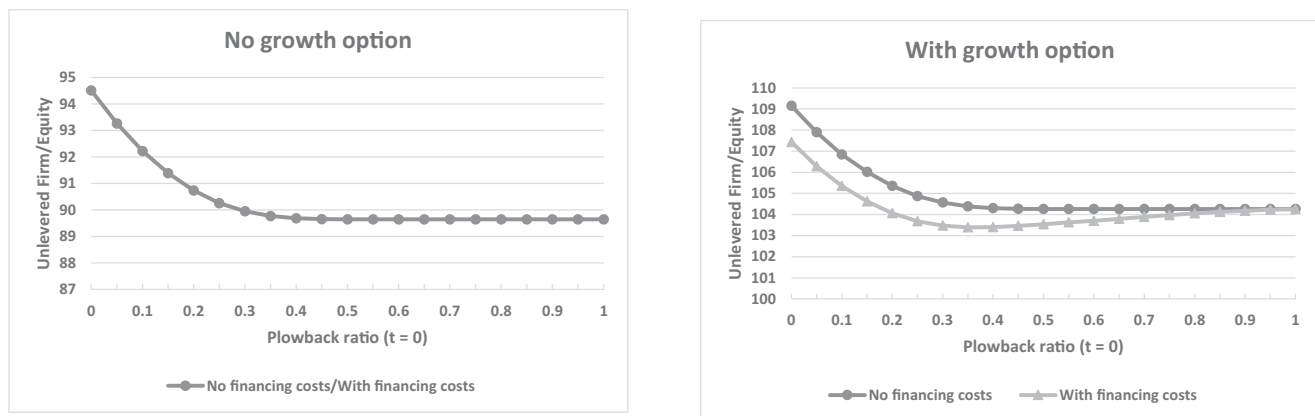 No growth option
Unlevered Firm/Equity
95
94
93
92
91
90
89
88
87
0 0.1 0.2 0.3 0.4 0.5 0.6 0.7 0.8 0.9 1
Plowback ratio (t = 0)
No financing costs/With financing costs
With growth option
Unlevered Firm/Equity
110
109
108
107
106
105
104
103
102
101
100
0 0.1 0.2 0.3 0.4 0.5 0.6 0.7 0.8 0.9 1
Plowback ratio (t = 0)
No financing costs With financing costs